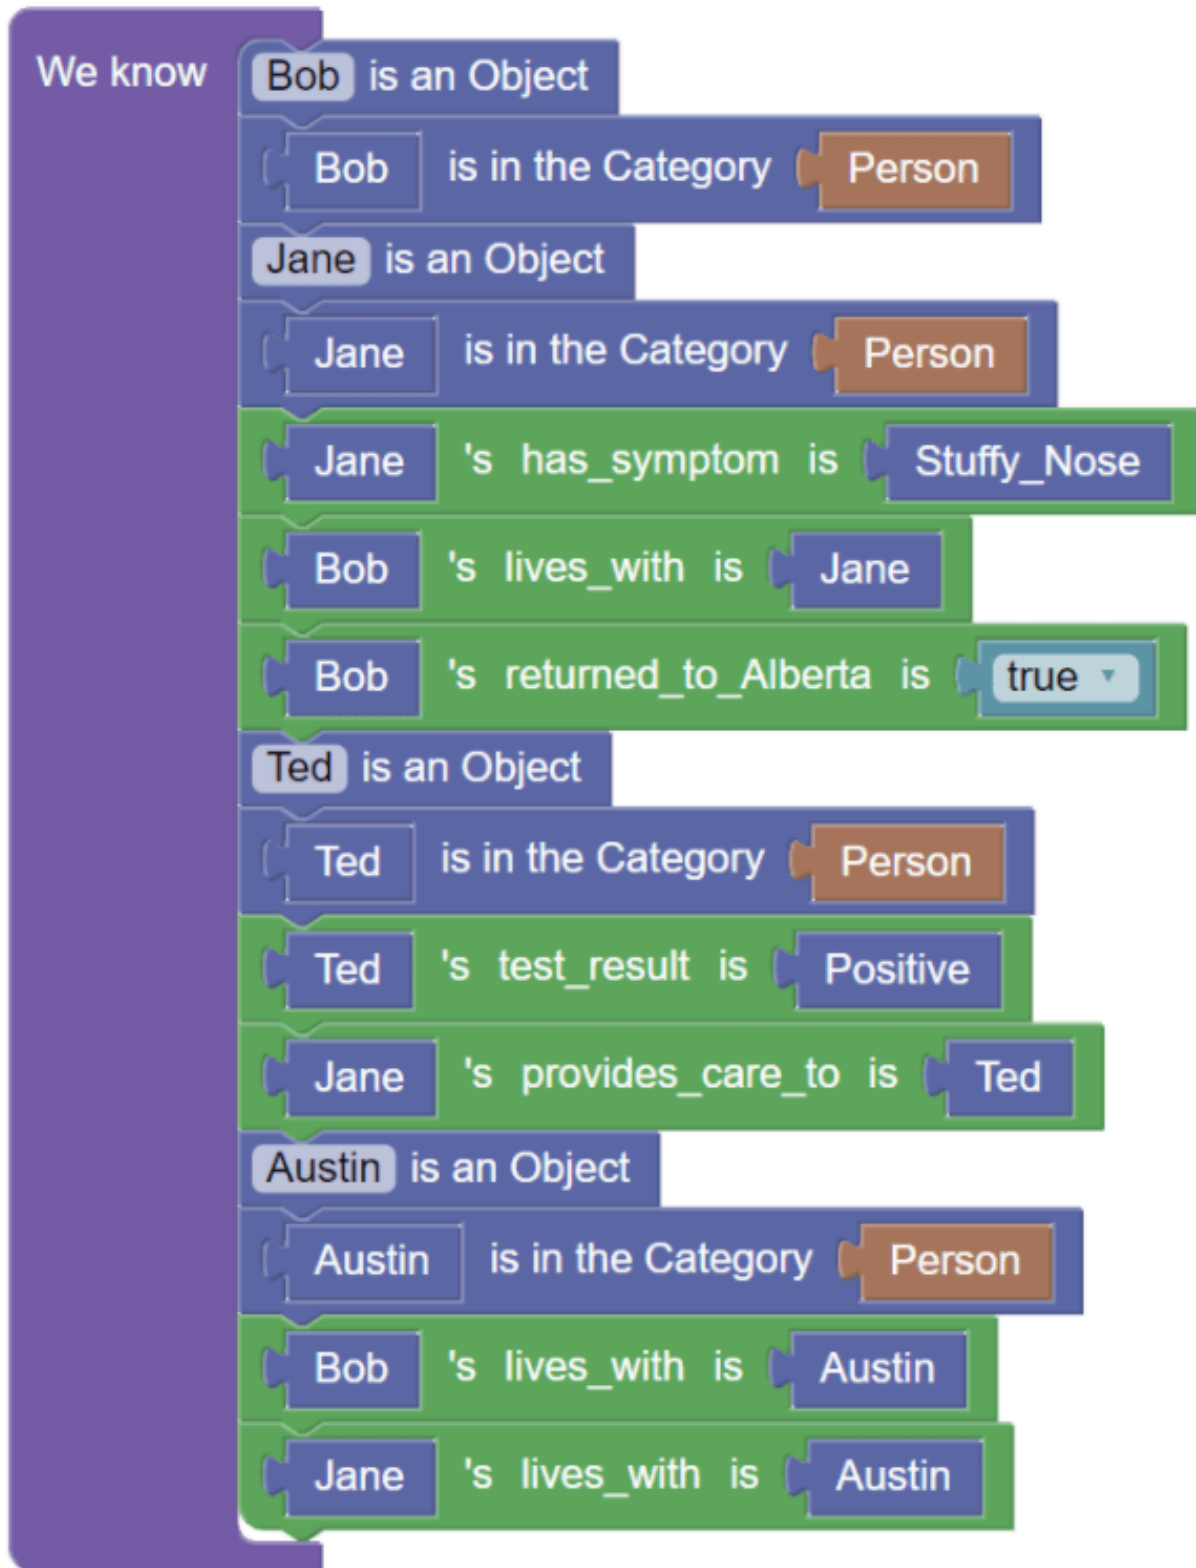 We know Bob is an Object
Bob is in the Category Person
Jane is an Object
Jane is in the Category Person
Jane 's has_symptom is Stuffy_Nose
Bob 's lives_with is Jane
Bob 's returned_to_Alberta is true
Ted is an Object
Ted is in the Category Person
Ted 's test_result is Positive
Jane 's provides_care_to is Ted
Austin is an Object
Austin is in the Category Person
Bob 's lives_with is Austin
Jane 's lives_with is Austin